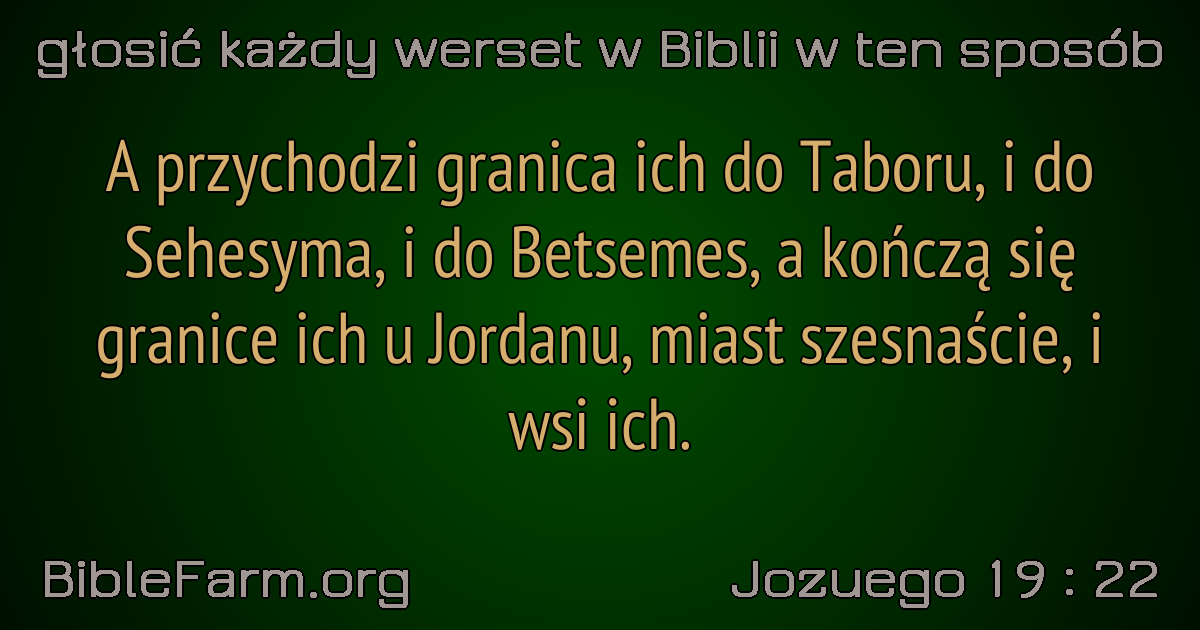 głosić każdy werset w Biblii w ten sposób
A przychodzi granica ich do Taboru, i do
Sehesyma, i do Betsemes, a kończą się
granice ich u Jordanu, miast szesnaście, i
wsi ich.
BibleFarm.org
Jozuego 19 : 22